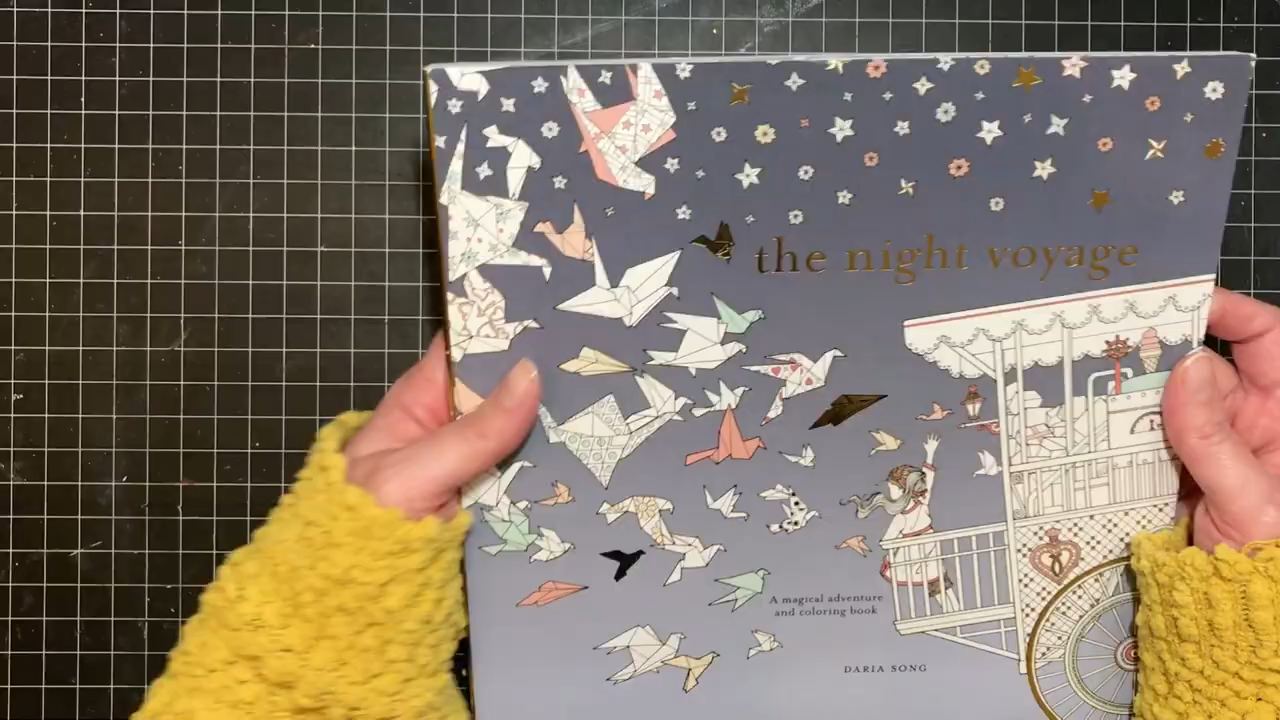 the night voyage
A magical adventure
and coloring book
DARIA SONG